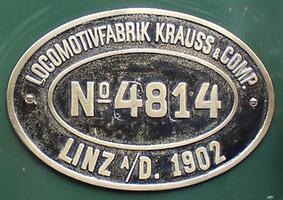 LOCOMOTIVFABRIK KRAUSS & COMP.
No 4814
LINZ A/D. 1902